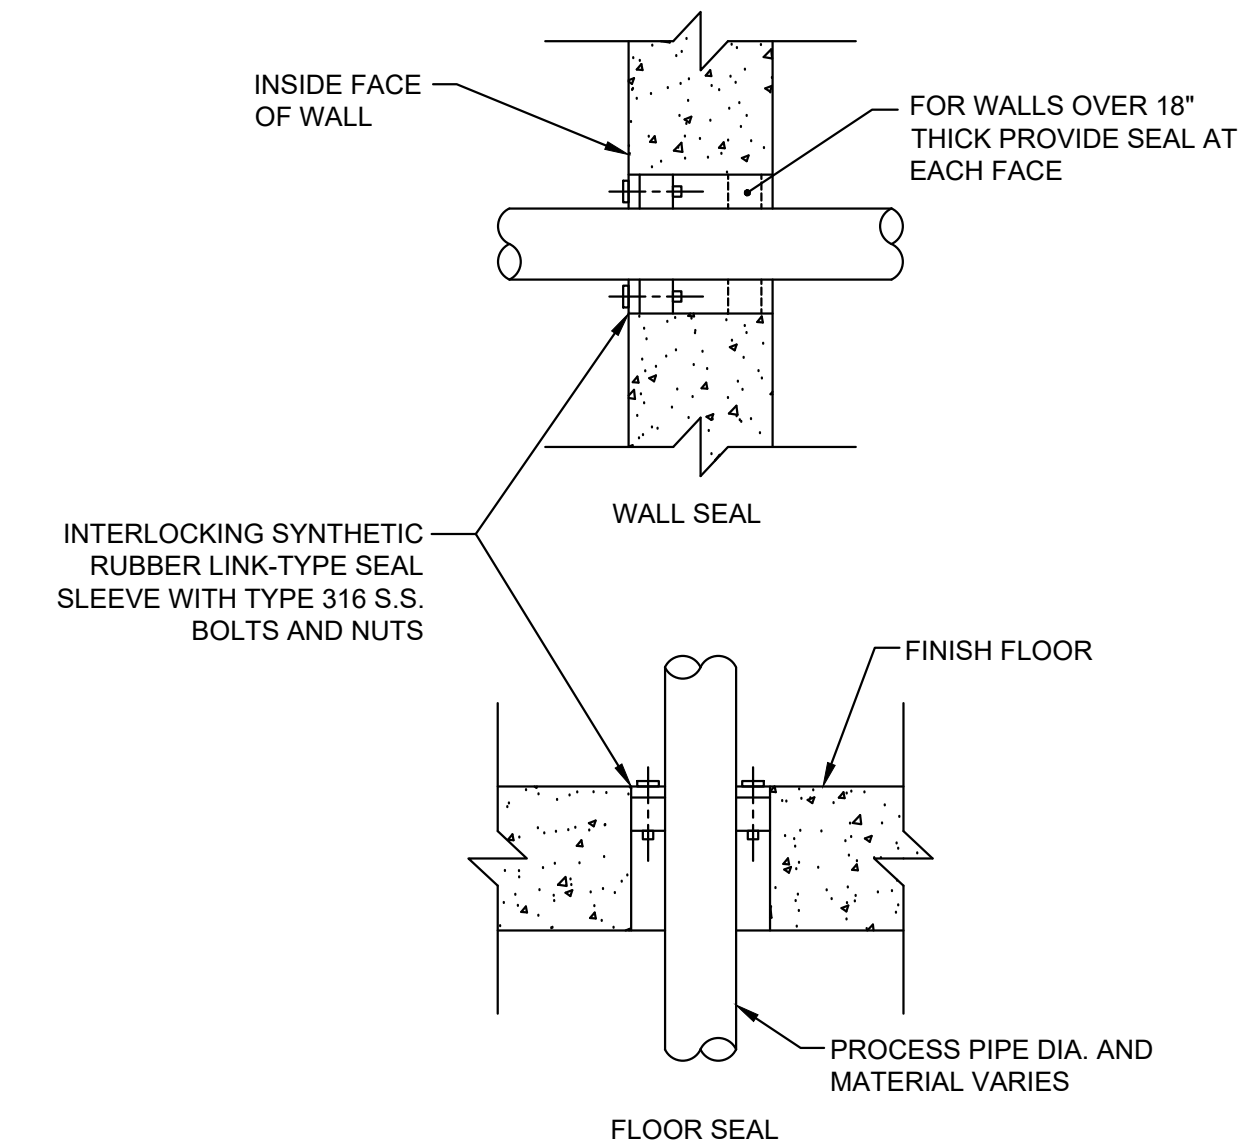 INSIDE FACE
OF WALL
FOR WALLS OVER 18"
THICK PROVIDE SEAL AT
EACH FACE
WALL SEAL
INTERLOCKING SYNTHETIC
RUBBER LINK-TYPE SEAL
SLEEVE WITH TYPE 316 S.S.
BOLTS AND NUTS
FINISH FLOOR
PROCESS PIPE DIA. AND
MATERIAL VARIES
FLOOR SEAL